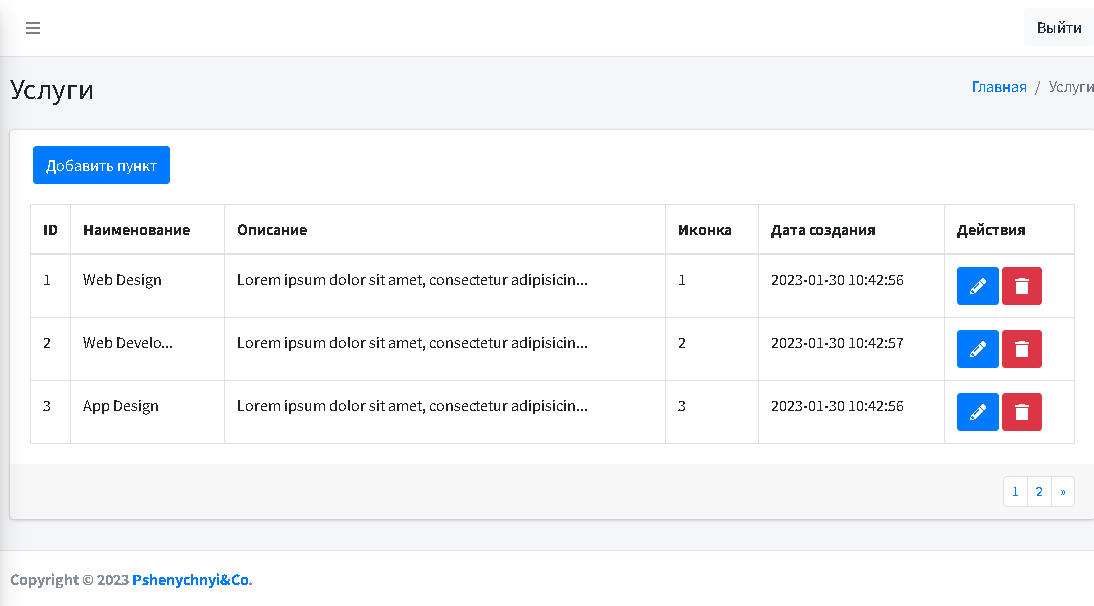 Выйти
Услуги
Главная / Услуги
Добавить пункт
ID Наименование Описание Иконка Дата создания Действия
1 Web Design Lorem ipsum dolor sit amet, consectetur adipisicin... 1 2023-01-30 10:42:56
2 Web Develo... Lorem ipsum dolor sit amet, consectetur adipisicin... 2 2023-01-30 10:42:57
3 App Design Lorem ipsum dolor sit amet, consectetur adipisicin... 3 2023-01-30 10:42:56
1 2 »
Copyright © 2023 Pshenychnyi&Co.